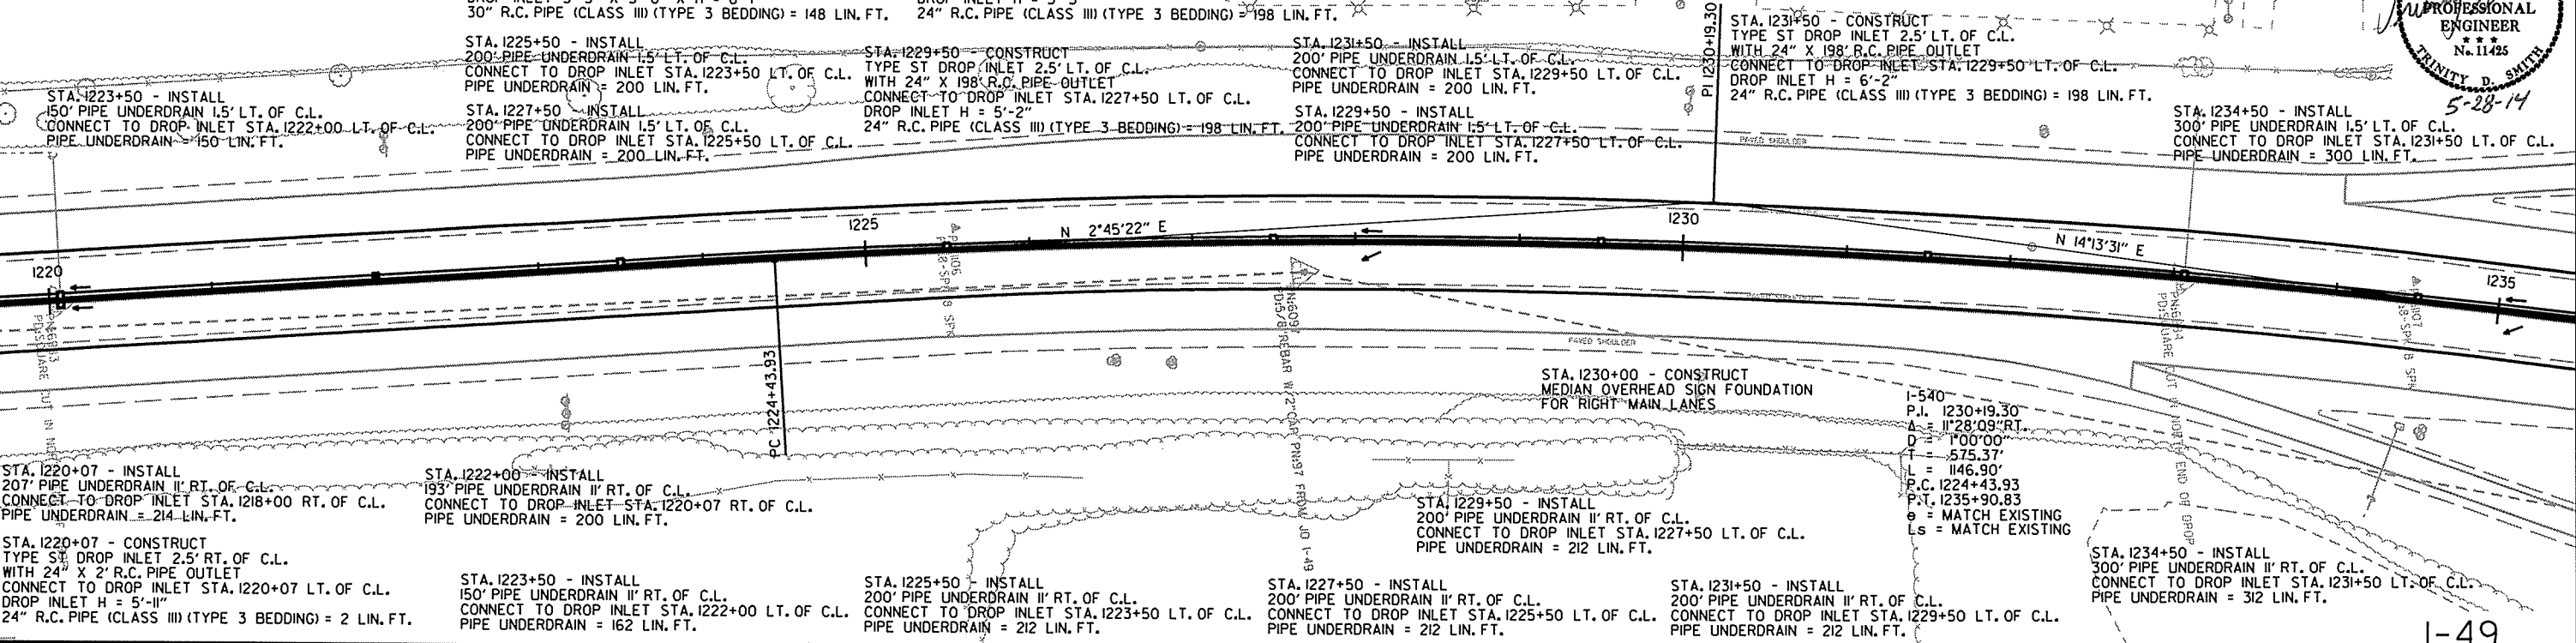 30" R.C. PIPE (CLASS III) (TYPE 3 BEDDING) = 148 LIN. FT.
24" R.C. PIPE (CLASS III) (TYPE 3 BEDDING) = 198 LIN. FT.
STA. 1223+50 - INSTALL
150' PIPE UNDERDRAIN 1.5' LT. OF C.L.
CONNECT TO DROP INLET STA. 1222+00 LT. OF C.L.
PIPE UNDERDRAIN = 150 LIN. FT.
STA. 1225+50 - INSTALL
200' PIPE UNDERDRAIN 1.5' LT. OF C.L.
CONNECT TO DROP INLET STA. 1223+50 LT. OF C.L.
PIPE UNDERDRAIN = 200 LIN. FT.
STA. 1227+50 - INSTALL
200' PIPE UNDERDRAIN 1.5' LT. OF C.L.
CONNECT TO DROP INLET STA. 1225+50 LT. OF C.L.
PIPE UNDERDRAIN = 200 LIN. FT.
STA. 1229+50 - CONSTRUCT
TYPE ST DROP INLET 2.5' LT. OF C.L.
WITH 24" X 198' R.C. PIPE OUTLET
CONNECT TO DROP INLET STA. 1227+50 LT. OF C.L.
DROP INLET H = 5'-2"
24" R.C. PIPE (CLASS III) (TYPE 3 BEDDING) = 198 LIN. FT.
STA. 1231+50 - INSTALL
200' PIPE UNDERDRAIN 1.5' LT. OF C.L.
CONNECT TO DROP INLET STA. 1229+50 LT. OF C.L.
PIPE UNDERDRAIN = 200 LIN. FT.
STA. 1229+50 - INSTALL
200' PIPE UNDERDRAIN 1.5' LT. OF C.L.
CONNECT TO DROP INLET STA. 1227+50 LT. OF C.L.
PIPE UNDERDRAIN = 200 LIN. FT.
PI 1230+19.30
STA. 1231+50 - CONSTRUCT
TYPE ST DROP INLET 2.5' LT. OF C.L.
WITH 24" X 198' R.C. PIPE OUTLET
CONNECT TO DROP INLET STA. 1229+50 LT. OF C.L.
DROP INLET H = 6'-2"
24" R.C. PIPE (CLASS III) (TYPE 3 BEDDING) = 198 LIN. FT.
PROFESSIONAL
ENGINEER
No. 11425
TRINITY D. SMITH
5-28-14
STA. 1234+50 - INSTALL
300' PIPE UNDERDRAIN 1.5' LT. OF C.L.
CONNECT TO DROP INLET STA. 1231+50 LT. OF C.L.
PIPE UNDERDRAIN = 300 LIN. FT.
PAVED SHOULDER
1220
1225
N 2°45'22" E
1230
N 14°13'31" E
1235
PC 1224+43.93
PAVED SHOULDER
STA. 1230+00 - CONSTRUCT
MEDIAN OVERHEAD SIGN FOUNDATION
FOR RIGHT MAIN LANES
I-540
P.I. 1230+19.30
Δ = 11°28'09" RT.
D = 1°00'00"
T = 575.37'
L = 1146.90'
P.C. 1224+43.93
P.T. 1235+90.83
e = MATCH EXISTING
Ls = MATCH EXISTING
STA. 1220+07 - INSTALL
207' PIPE UNDERDRAIN 11' RT. OF C.L.
CONNECT TO DROP INLET STA. 1218+00 RT. OF C.L.
PIPE UNDERDRAIN = 214 LIN. FT.
STA. 1220+07 - CONSTRUCT
TYPE ST DROP INLET 2.5' RT. OF C.L.
WITH 24" X 2' R.C. PIPE OUTLET
CONNECT TO DROP INLET STA. 1220+07 LT. OF C.L.
DROP INLET H = 5'-11"
24" R.C. PIPE (CLASS III) (TYPE 3 BEDDING) = 2 LIN. FT.
STA. 1222+00 - INSTALL
193' PIPE UNDERDRAIN 11' RT. OF C.L.
CONNECT TO DROP INLET STA. 1220+07 RT. OF C.L.
PIPE UNDERDRAIN = 200 LIN. FT.
STA. 1223+50 - INSTALL
150' PIPE UNDERDRAIN 11' RT. OF C.L.
CONNECT TO DROP INLET STA. 1222+00 LT. OF C.L.
PIPE UNDERDRAIN = 162 LIN. FT.
STA. 1225+50 - INSTALL
200' PIPE UNDERDRAIN 11' RT. OF C.L.
CONNECT TO DROP INLET STA. 1223+50 LT. OF C.L.
PIPE UNDERDRAIN = 212 LIN. FT.
STA. 1227+50 - INSTALL
200' PIPE UNDERDRAIN 11' RT. OF C.L.
CONNECT TO DROP INLET STA. 1225+50 LT. OF C.L.
PIPE UNDERDRAIN = 212 LIN. FT.
STA. 1229+50 - INSTALL
200' PIPE UNDERDRAIN 11' RT. OF C.L.
CONNECT TO DROP INLET STA. 1227+50 LT. OF C.L.
PIPE UNDERDRAIN = 212 LIN. FT.
STA. 1231+50 - INSTALL
200' PIPE UNDERDRAIN 11' RT. OF C.L.
CONNECT TO DROP INLET STA. 1229+50 LT. OF C.L.
PIPE UNDERDRAIN = 212 LIN. FT.
STA. 1234+50 - INSTALL
300' PIPE UNDERDRAIN 11' RT. OF C.L.
CONNECT TO DROP INLET STA. 1231+50 LT. OF C.L.
PIPE UNDERDRAIN = 312 LIN. FT.
I-49